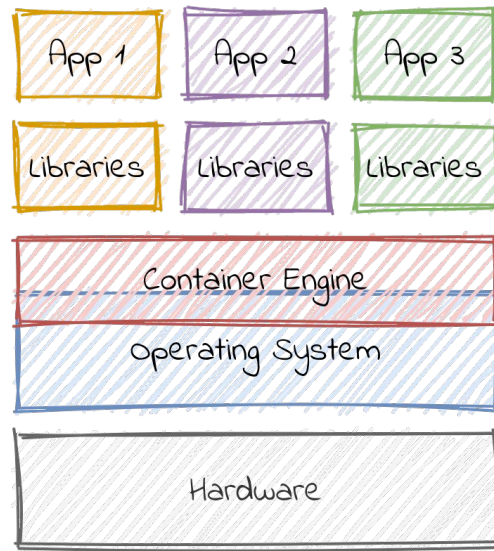 App 1 App 2 App 3
Libraries Libraries Libraries
Container Engine
Operating System
Hardware